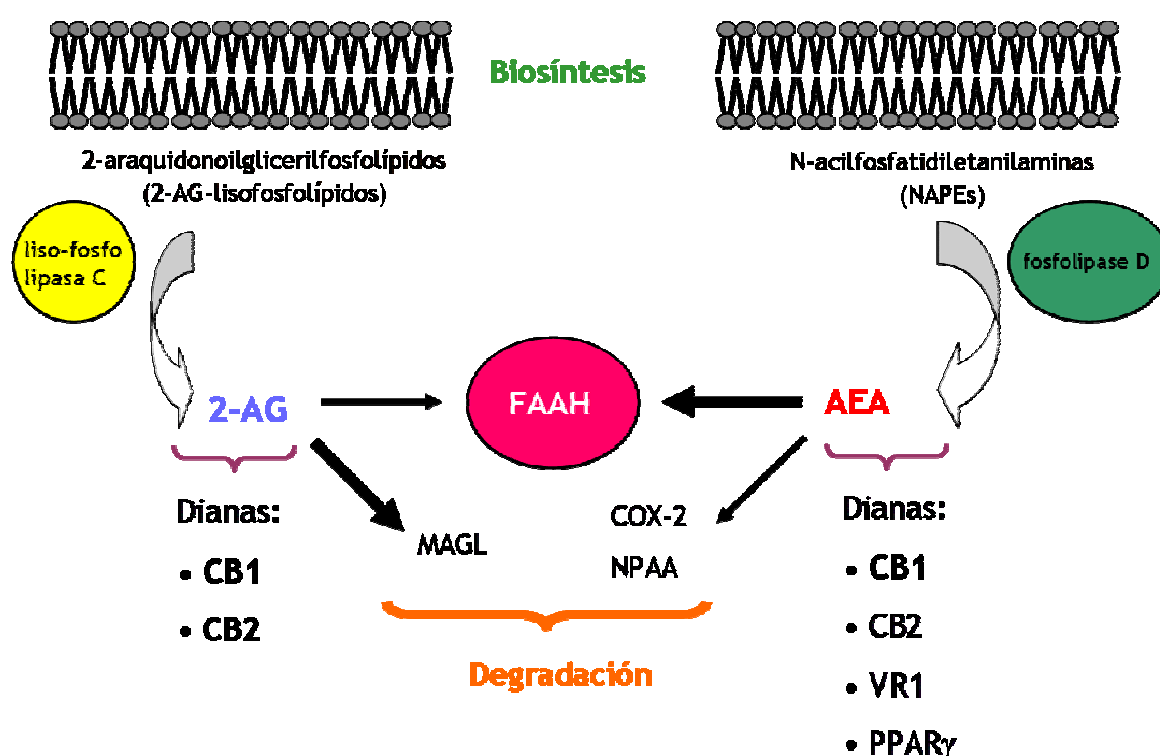 Biosíntesis
2-araquidonoilglicerilfosfolípidos
(2-AG-lisofosfolípidos)
N-acilfosfatidiletanilaminas
(NAPEs)
liso-fosfo
lipasa C
fosfolipase D
2-AG
FAAH
AEA
Dianas:
• CB1
• CB2
MAGL
COX-2
NPAA
Dianas:
• CB1
• CB2
• VR1
• PPARγ
Degradación